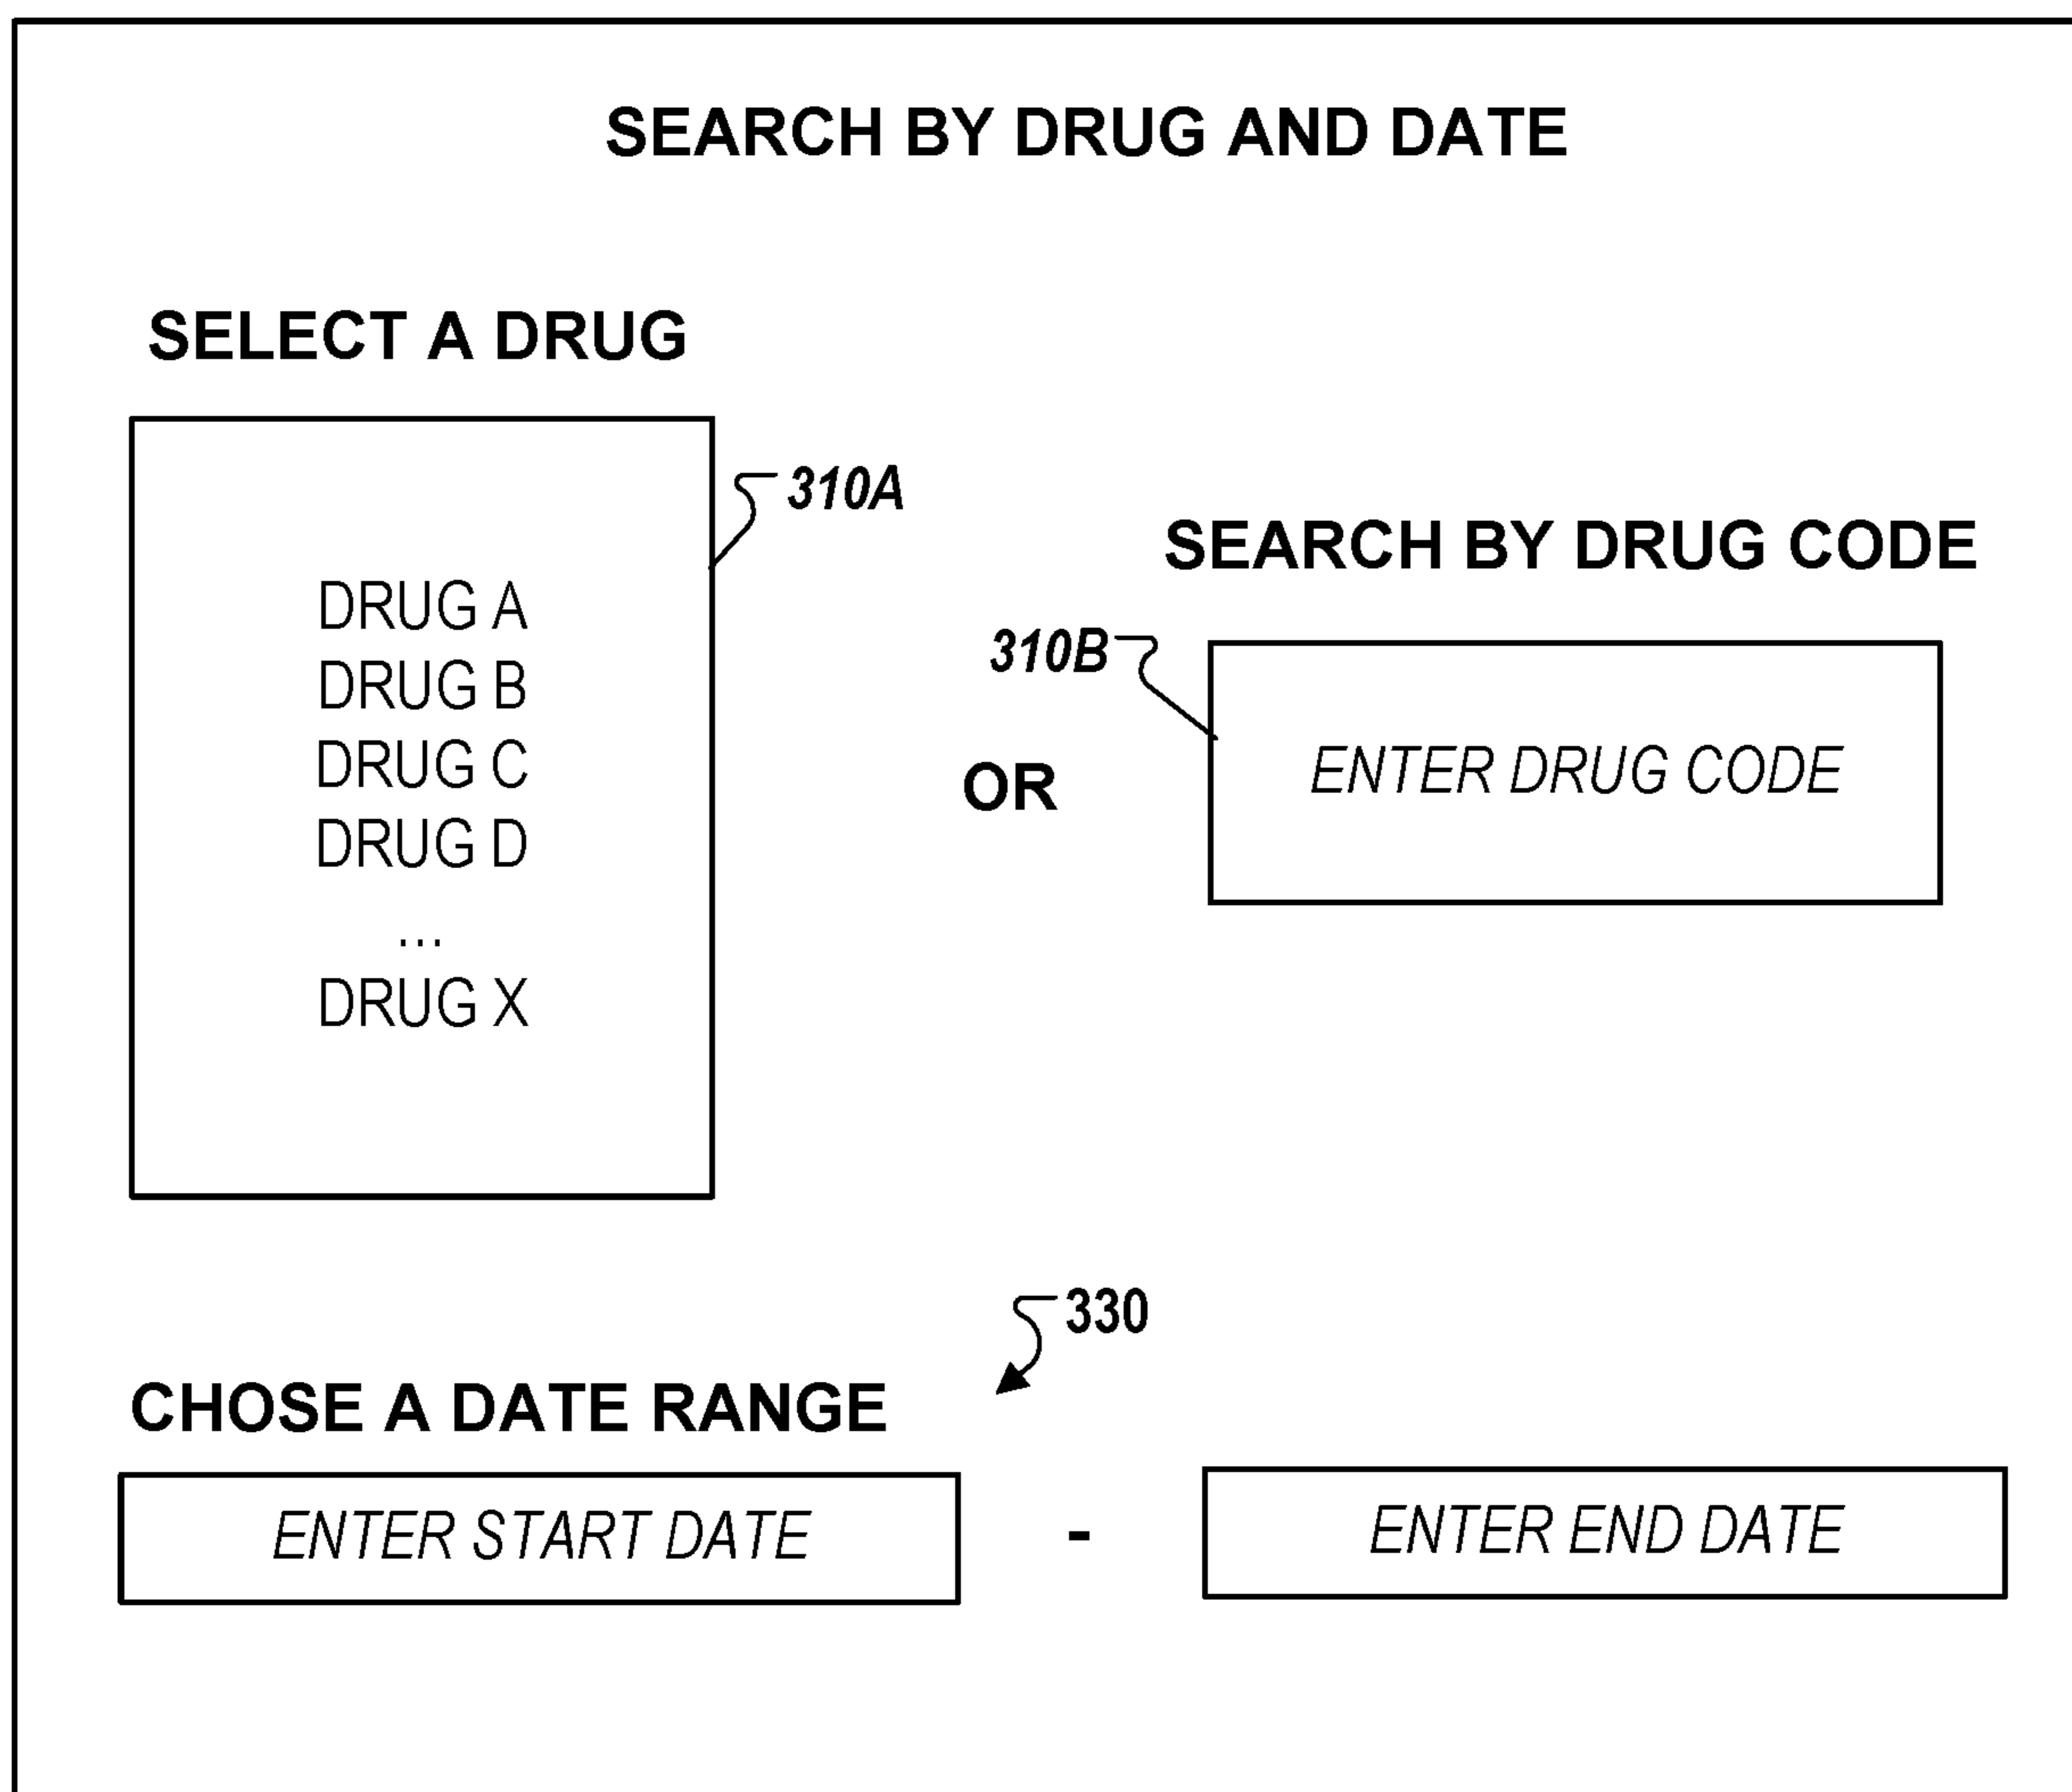 SEARCH BY DRUG AND DATE
SELECT A DRUG
310A
DRUG A
DRUG B
DRUG C
DRUG D
...
DRUG X
OR
SEARCH BY DRUG CODE
310B
ENTER DRUG CODE
330
CHOSE A DATE RANGE
ENTER START DATE
-
ENTER END DATE